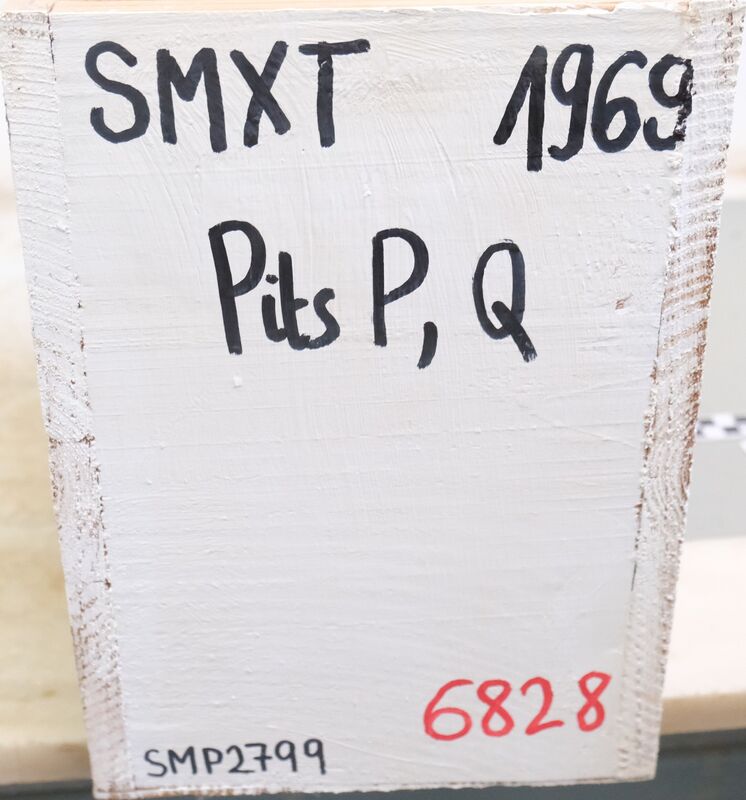 SMXT 1969
Pits P, Q
6828
SMP2799